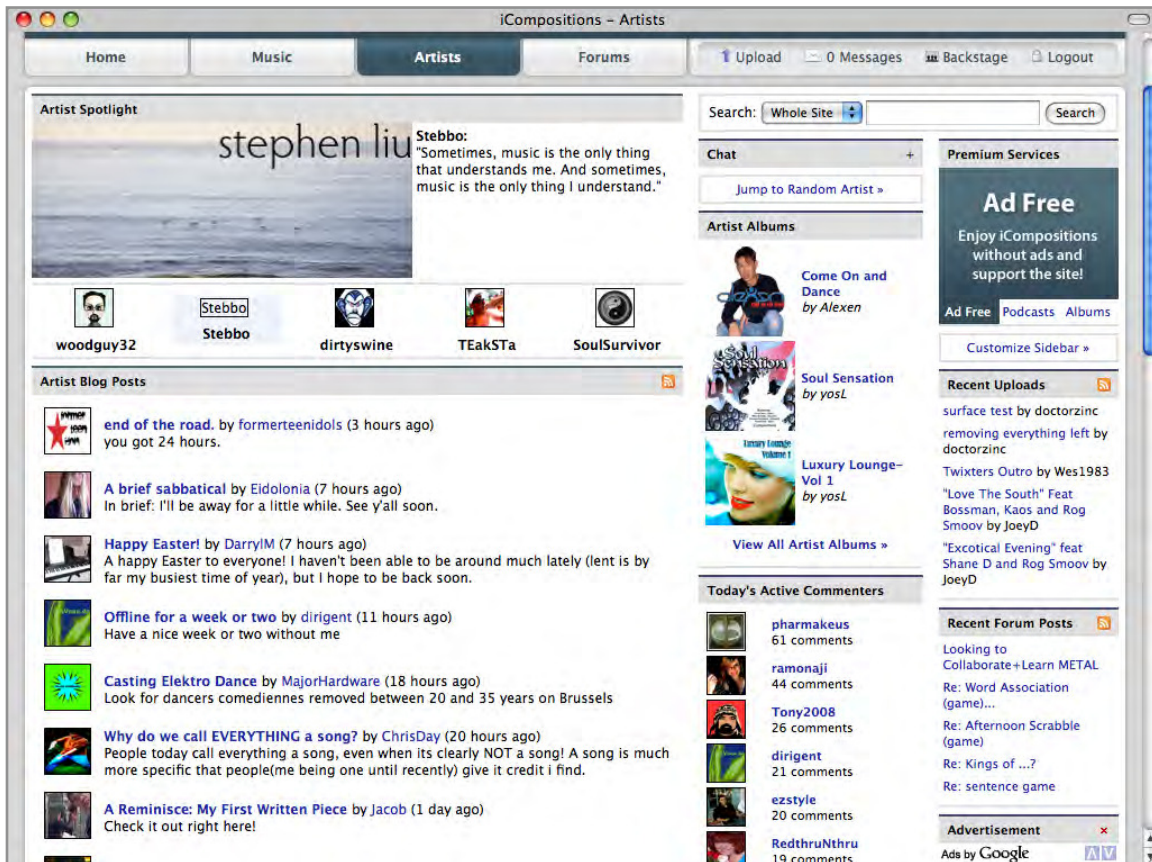 iCompositions – Artists
Home
Music
Artists
Forums
Upload
0 Messages
Backstage
Logout
Artist Spotlight
stephen liu
Stebbo:
"Sometimes, music is the only thing
that understands me. And sometimes,
music is the only thing I understand."
woodguy32
Stebbo
Stebbo
dirtyswine
TEakSTa
SoulSurvivor
Artist Blog Posts
end of the road. by formerteenidols (3 hours ago)
you got 24 hours.
A brief sabbatical by Eidolonia (7 hours ago)
In brief: I'll be away for a little while. See y'all soon.
Happy Easter! by DarrylM (7 hours ago)
A happy Easter to everyone! I haven't been able to be around much lately (lent is by
far my busiest time of year), but I hope to be back soon.
Offline for a week or two by dirigent (11 hours ago)
Have a nice week or two without me
Casting Elektro Dance by MajorHardware (18 hours ago)
Look for dancers comediennes removed between 20 and 35 years on Brussels
Why do we call EVERYTHING a song? by ChrisDay (20 hours ago)
People today call everything a song, even when its clearly NOT a song! A song is much
more specific that people(me being one until recently) give it credit i find.
A Reminisce: My First Written Piece by Jacob (1 day ago)
Check it out right here!
Search: Whole Site
Search
Chat +
Jump to Random Artist »
Artist Albums
Come On and
Dance
by Alexen
Soul
Sensation
Soul Sensation
by yosL
Luxury Lounge
Volume 1
Luxury Lounge-
Vol 1
by yosL
View All Artist Albums »
Today's Active Commenters
pharmakeus
61 comments
ramonaji
44 comments
Tony2008
26 comments
dirigent
21 comments
ezstyle
20 comments
RedthruNthru
19 comments
Premium Services
Ad Free
Enjoy iCompositions
without ads and
support the site!
Ad Free Podcasts Albums
Customize Sidebar »
Recent Uploads
surface test by doctorzinc
removing everything left by
doctorzinc
Twixters Outro by Wes1983
"Love The South" Feat
Bossman, Kaos and Rog
Smoov by JoeyD
"Excotical Evening" feat
Shane D and Rog Smoov by
JoeyD
Recent Forum Posts
Looking to
Collaborate+Learn METAL
Re: Word Association
(game)...
Re: Afternoon Scrabble
(game)
Re: Kings of ...?
Re: sentence game
Advertisement x
Ads by Google